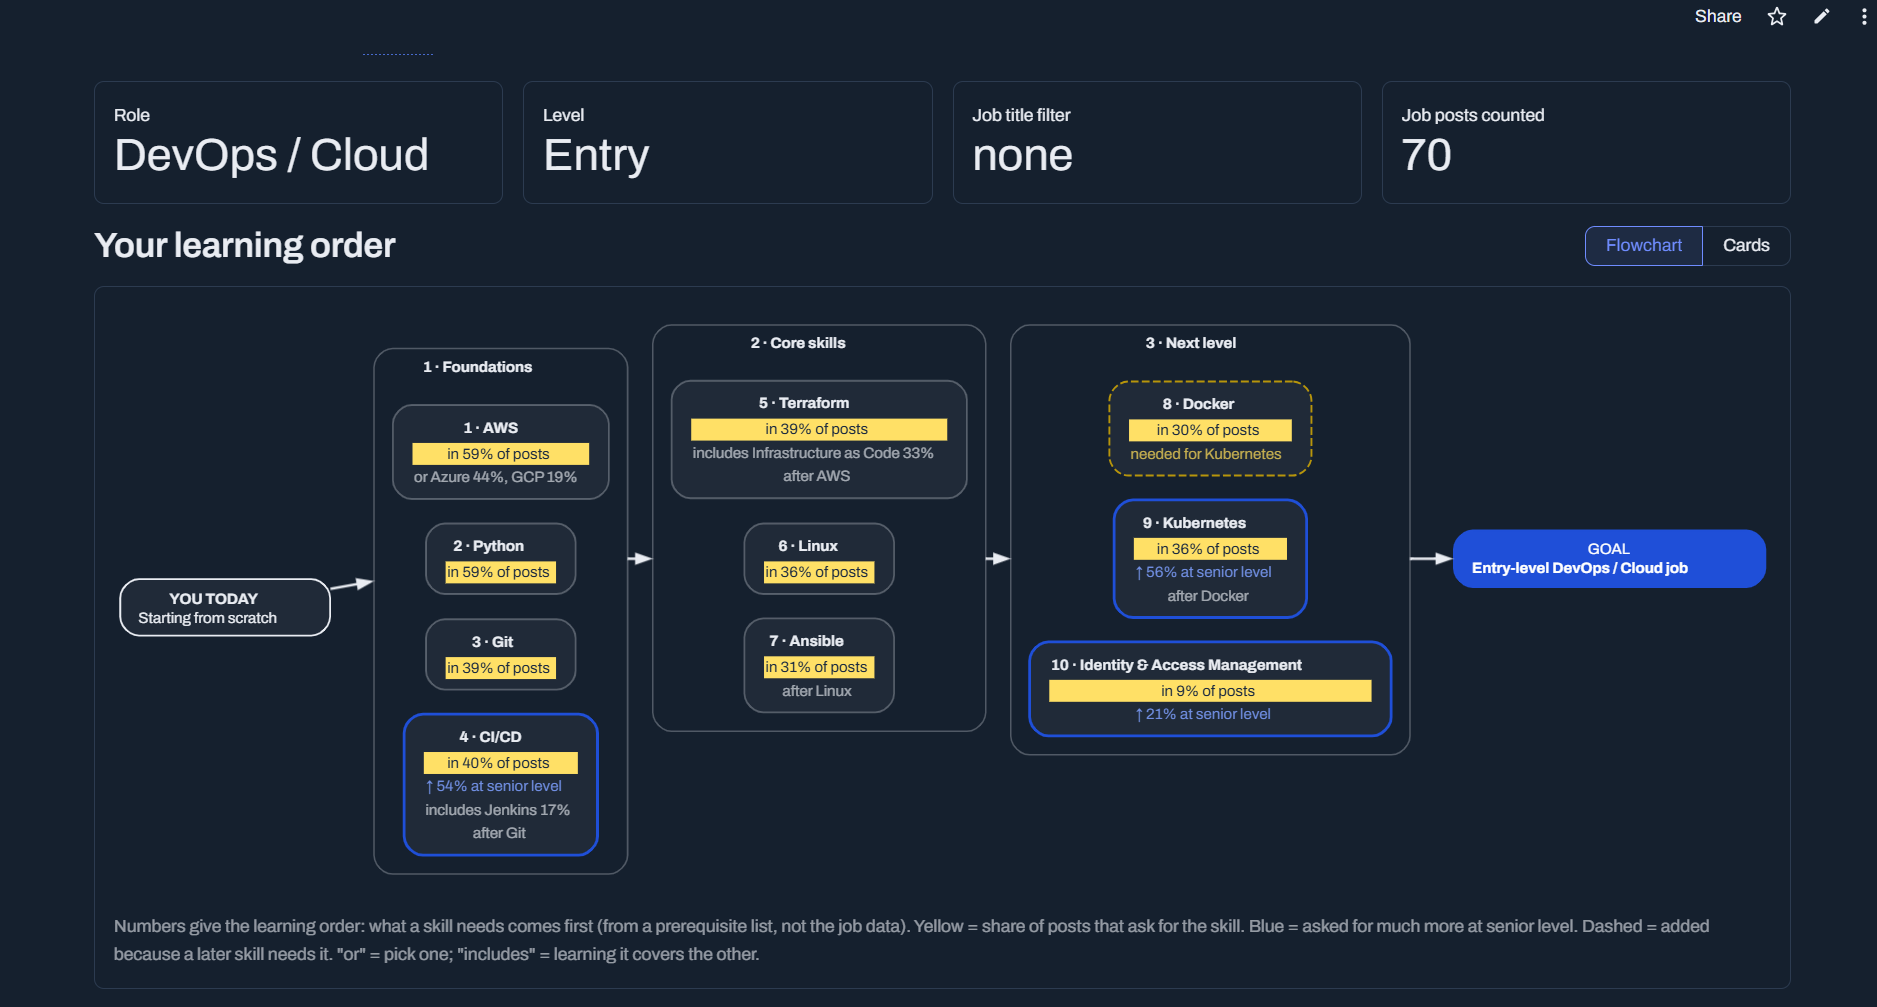 Share
Role
DevOps / Cloud
Level
Entry
Job title filter
none
Job posts counted
70
Your learning order
Flowchart
Cards
YOU TODAY
Starting from scratch
1 · Foundations
1 · AWS
in 59% of posts
or Azure 44%, GCP 19%
2 · Python
in 59% of posts
3 · Git
in 39% of posts
4 · CI/CD
in 40% of posts
↑ 54% at senior level
includes Jenkins 17%
after Git
2 · Core skills
5 · Terraform
in 39% of posts
includes Infrastructure as Code 33%
after AWS
6 · Linux
in 36% of posts
7 · Ansible
in 31% of posts
after Linux
3 · Next level
8 · Docker
in 30% of posts
needed for Kubernetes
9 · Kubernetes
in 36% of posts
↑ 56% at senior level
after Docker
10 · Identity & Access Management
in 9% of posts
↑ 21% at senior level
GOAL
Entry-level DevOps / Cloud job
Numbers give the learning order: what a skill needs comes first (from a prerequisite list, not the job data). Yellow = share of posts that ask for the skill. Blue = asked for much more at senior level. Dashed = added
because a later skill needs it. "or" = pick one; "includes" = learning it covers the other.